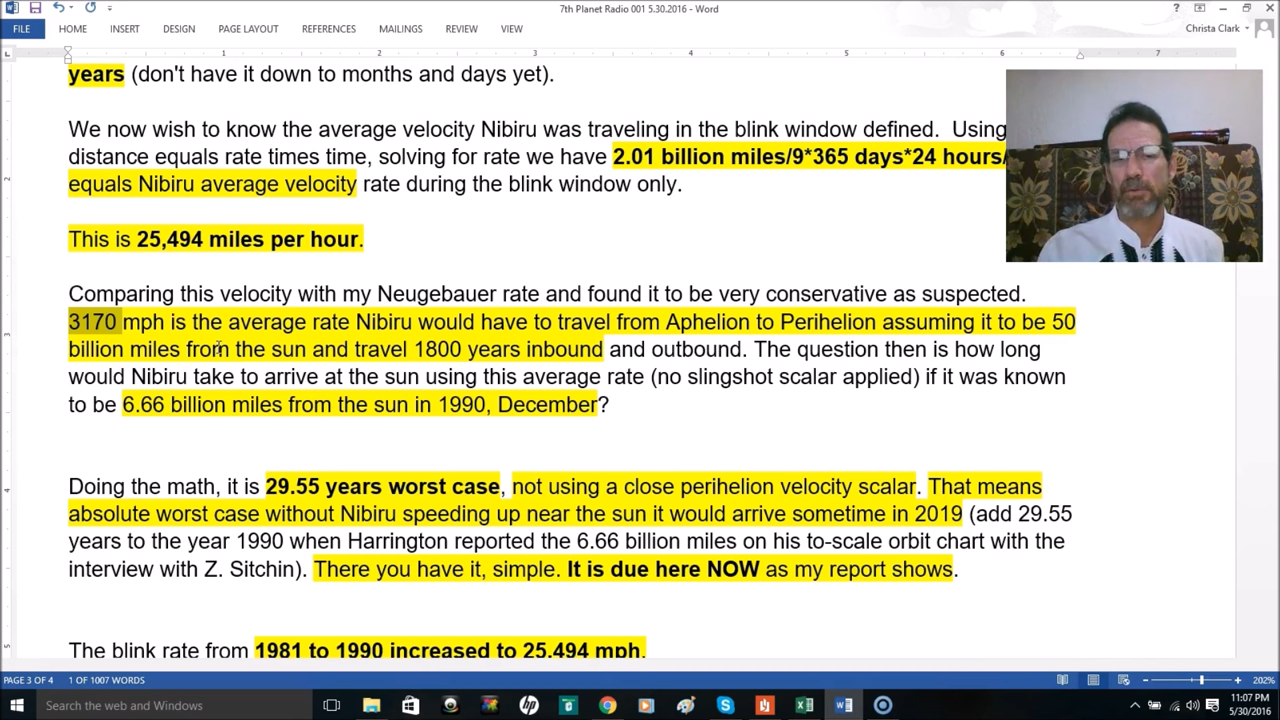 7th Planet Radio 001 5.30.2016 - Word
FILE HOME INSERT DESIGN PAGE LAYOUT REFERENCES MAILINGS REVIEW VIEW Christa Clark
1 2 3 4 5 6 7
years (don't have it down to months and days yet).
We now wish to know the average velocity Nibiru was traveling in the blink window defined. Using
distance equals rate times time, solving for rate we have 2.01 billion miles/9*365 days*24 hours/
equals Nibiru average velocity rate during the blink window only.
This is 25,494 miles per hour.
Comparing this velocity with my Neugebauer rate and found it to be very conservative as suspected.
3170 mph is the average rate Nibiru would have to travel from Aphelion to Perihelion assuming it to be 50
billion miles from the sun and travel 1800 years inbound and outbound. The question then is how long
would Nibiru take to arrive at the sun using this average rate (no slingshot scalar applied) if it was known
to be 6.66 billion miles from the sun in 1990, December?
Doing the math, it is 29.55 years worst case, not using a close perihelion velocity scalar. That means
absolute worst case without Nibiru speeding up near the sun it would arrive sometime in 2019 (add 29.55
years to the year 1990 when Harrington reported the 6.66 billion miles on his to-scale orbit chart with the
interview with Z. Sitchin). There you have it, simple. It is due here NOW as my report shows.
The blink rate from 1981 to 1990 increased to 25,494 mph.
PAGE 3 OF 4 1 OF 1007 WORDS 202%
Search the web and Windows 11:07 PM
5/30/2016